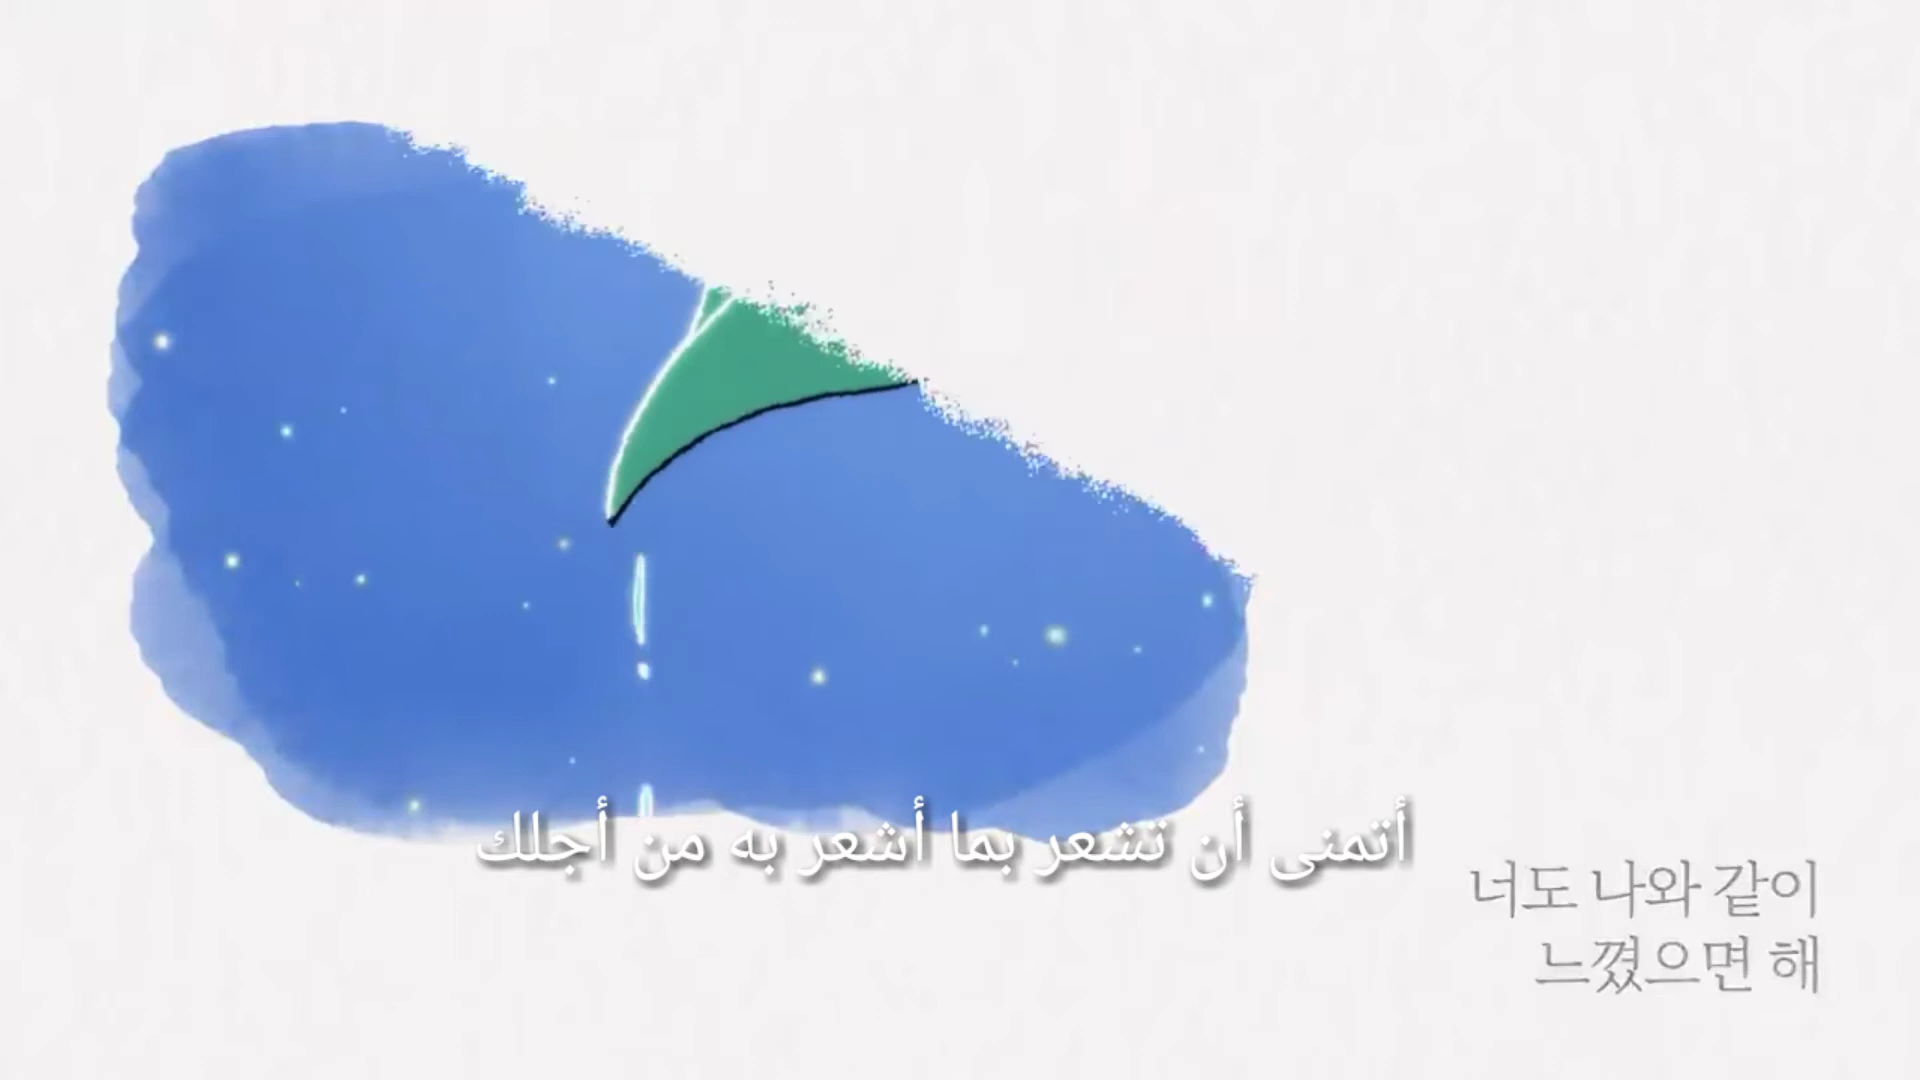 أتمنى أن تشعر بما أشعر به من أجلك
너도 나와 같이
느꼈으면 해